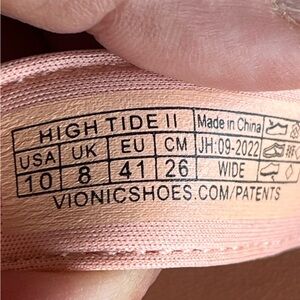 HIGH TIDE II Made in China
USA UK EU CM JH:09-2022
10 8 41 26 WIDE
VIONICSHOES.COM/PATENTS